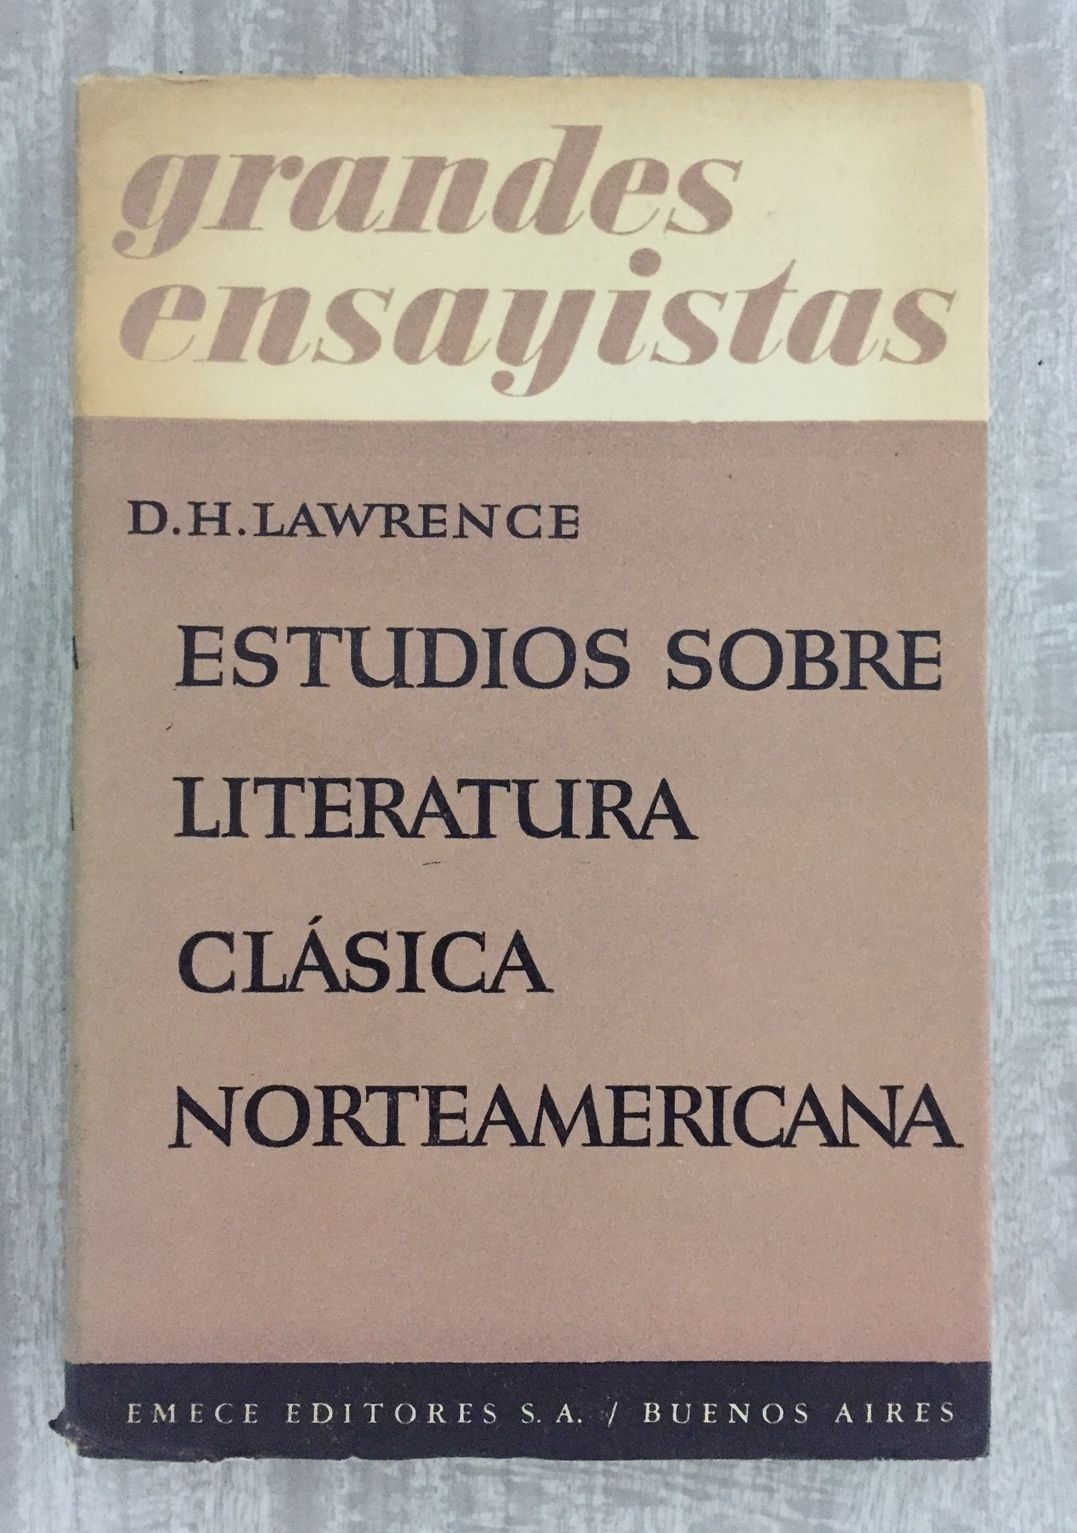 grandes
ensayistas
D.H.LAWRENCE
ESTUDIOS SOBRE
LITERATURA
CLÁSICA
NORTEAMERICANA
EMECE EDITORES S.A. / BUENOS AIRES